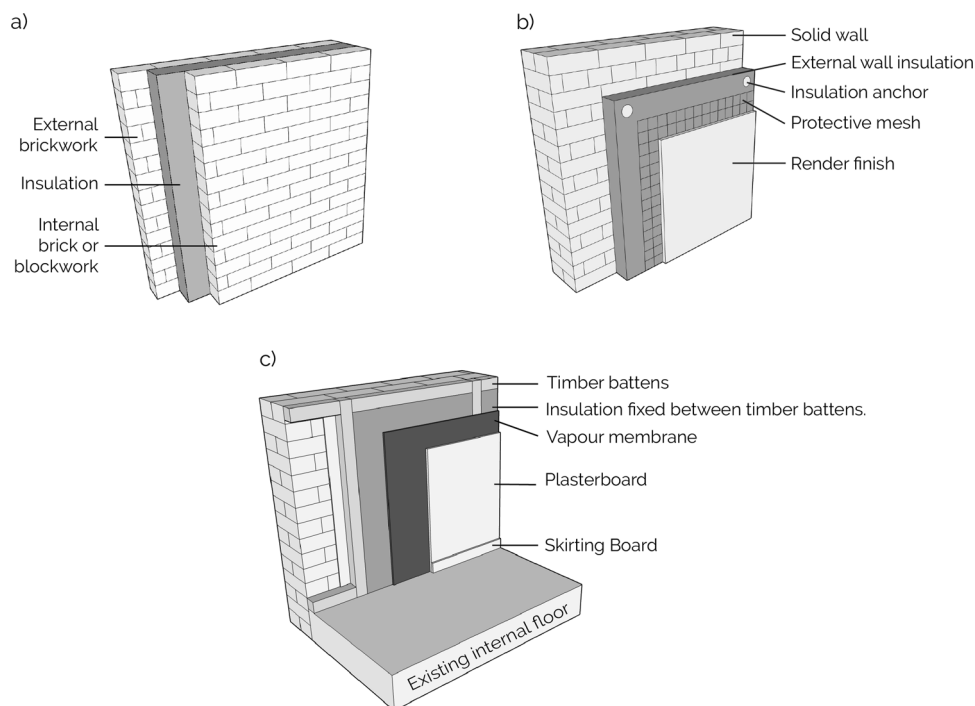 a)
External
brickwork
Insulation
Internal
brick or
blockwork
b)
Solid wall
External wall insulation
Insulation anchor
Protective mesh
Render finish
c)
Timber battens
Insulation fixed between timber battens.
Vapour membrane
Plasterboard
Skirting Board
Existing internal floor